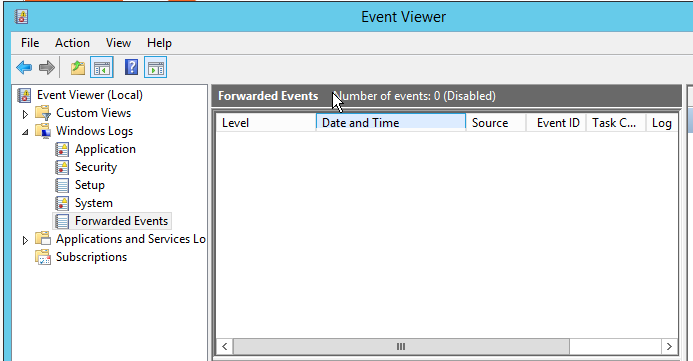 Event Viewer
File Action View Help
Event Viewer (Local)
Custom Views
Windows Logs
Application
Security
Setup
System
Forwarded Events
Applications and Services Lo
Subscriptions
Forwarded Events Number of events: 0 (Disabled)
Level Date and Time Source Event ID Task C... Log